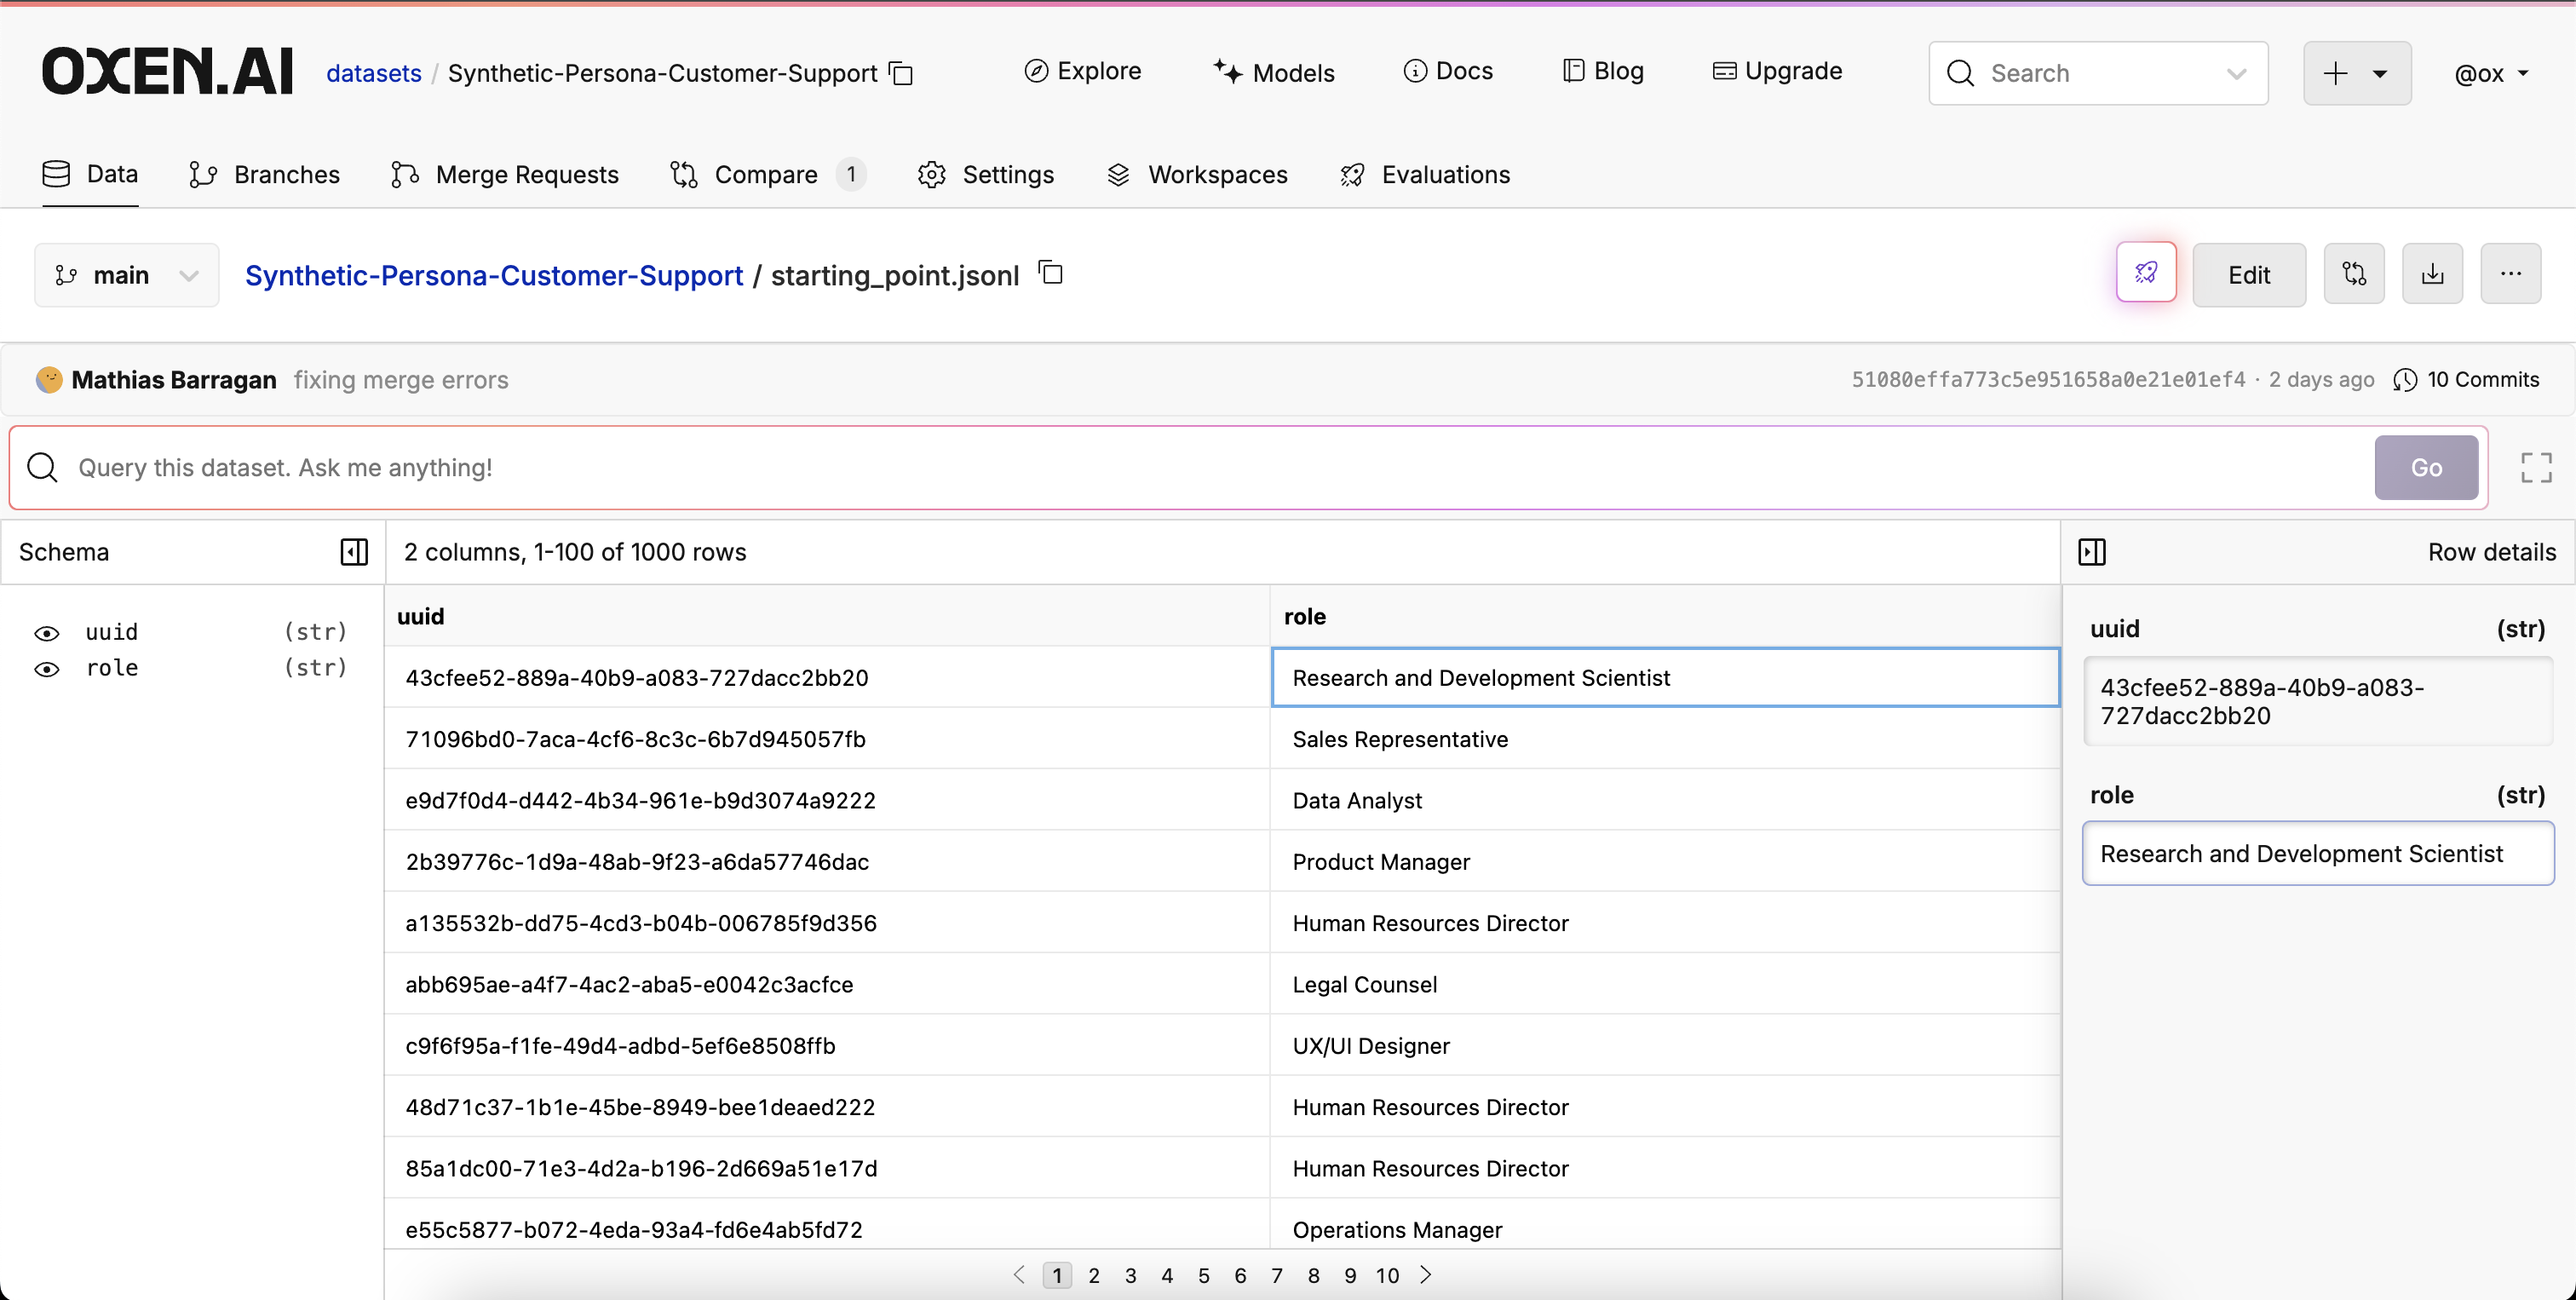 OXEN.AI datasets / Synthetic-Persona-Customer-Support Explore Models Docs Blog Upgrade Search @ox
Data Branches Merge Requests Compare 1 Settings Workspaces Evaluations
main Synthetic-Persona-Customer-Support / starting_point.jsonl Edit
Mathias Barragan fixing merge errors 51080effa773c5e951658a0e21e01ef4 · 2 days ago 10 Commits
Query this dataset. Ask me anything! Go
Schema 2 columns, 1-100 of 1000 rows Row details
uuid (str)
role (str)
uuid role
43cfee52-889a-40b9-a083-727dacc2bb20 Research and Development Scientist
71096bd0-7aca-4cf6-8c3c-6b7d945057fb Sales Representative
e9d7f0d4-d442-4b34-961e-b9d3074a9222 Data Analyst
2b39776c-1d9a-48ab-9f23-a6da57746dac Product Manager
a135532b-dd75-4cd3-b04b-006785f9d356 Human Resources Director
abb695ae-a4f7-4ac2-aba5-e0042c3acfce Legal Counsel
c9f6f95a-f1fe-49d4-adbd-5ef6e8508ffb UX/UI Designer
48d71c37-1b1e-45be-8949-bee1deaed222 Human Resources Director
85a1dc00-71e3-4d2a-b196-2d669a51e17d Human Resources Director
e55c5877-b072-4eda-93a4-fd6e4ab5fd72 Operations Manager
1 2 3 4 5 6 7 8 9 10
uuid (str)
43cfee52-889a-40b9-a083-
727dacc2bb20
role (str)
Research and Development Scientist